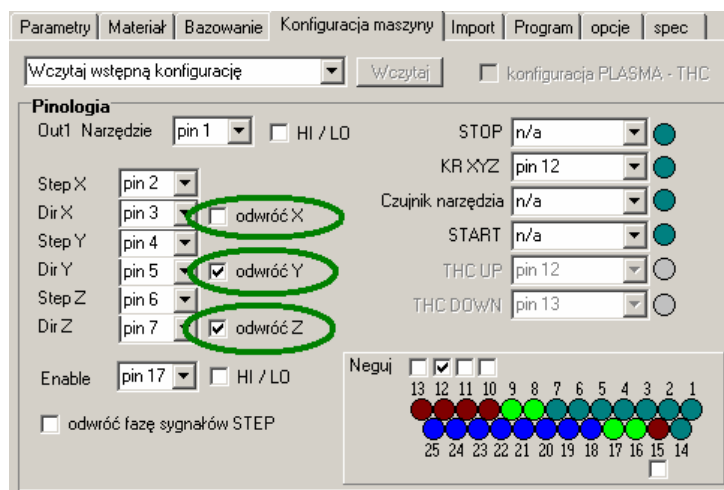 Parametry Materiał Bazowanie Konfiguracja maszyny Import Program opcje spec
Wczytaj wstępną konfigurację Wczytaj konfiguracja PLASMA - THC
Pinologia
Out1 Narzędzie pin 1 HI / LO STOP n/a
KR XYZ pin 12
Step X pin 2
Dir X pin 3 odwróć X Czujnik narzędzia n/a
Step Y pin 4 START n/a
Dir Y pin 5 odwróć Y THC UP pin 12
Step Z pin 6
Dir Z pin 7 odwróć Z THC DOWN pin 13
Enable pin 17 HI / LO
Neguj
13 12 11 10 9 8 7 6 5 4 3 2 1
odwróć fazę sygnałów STEP
25 24 23 22 21 20 19 18 17 16 15 14